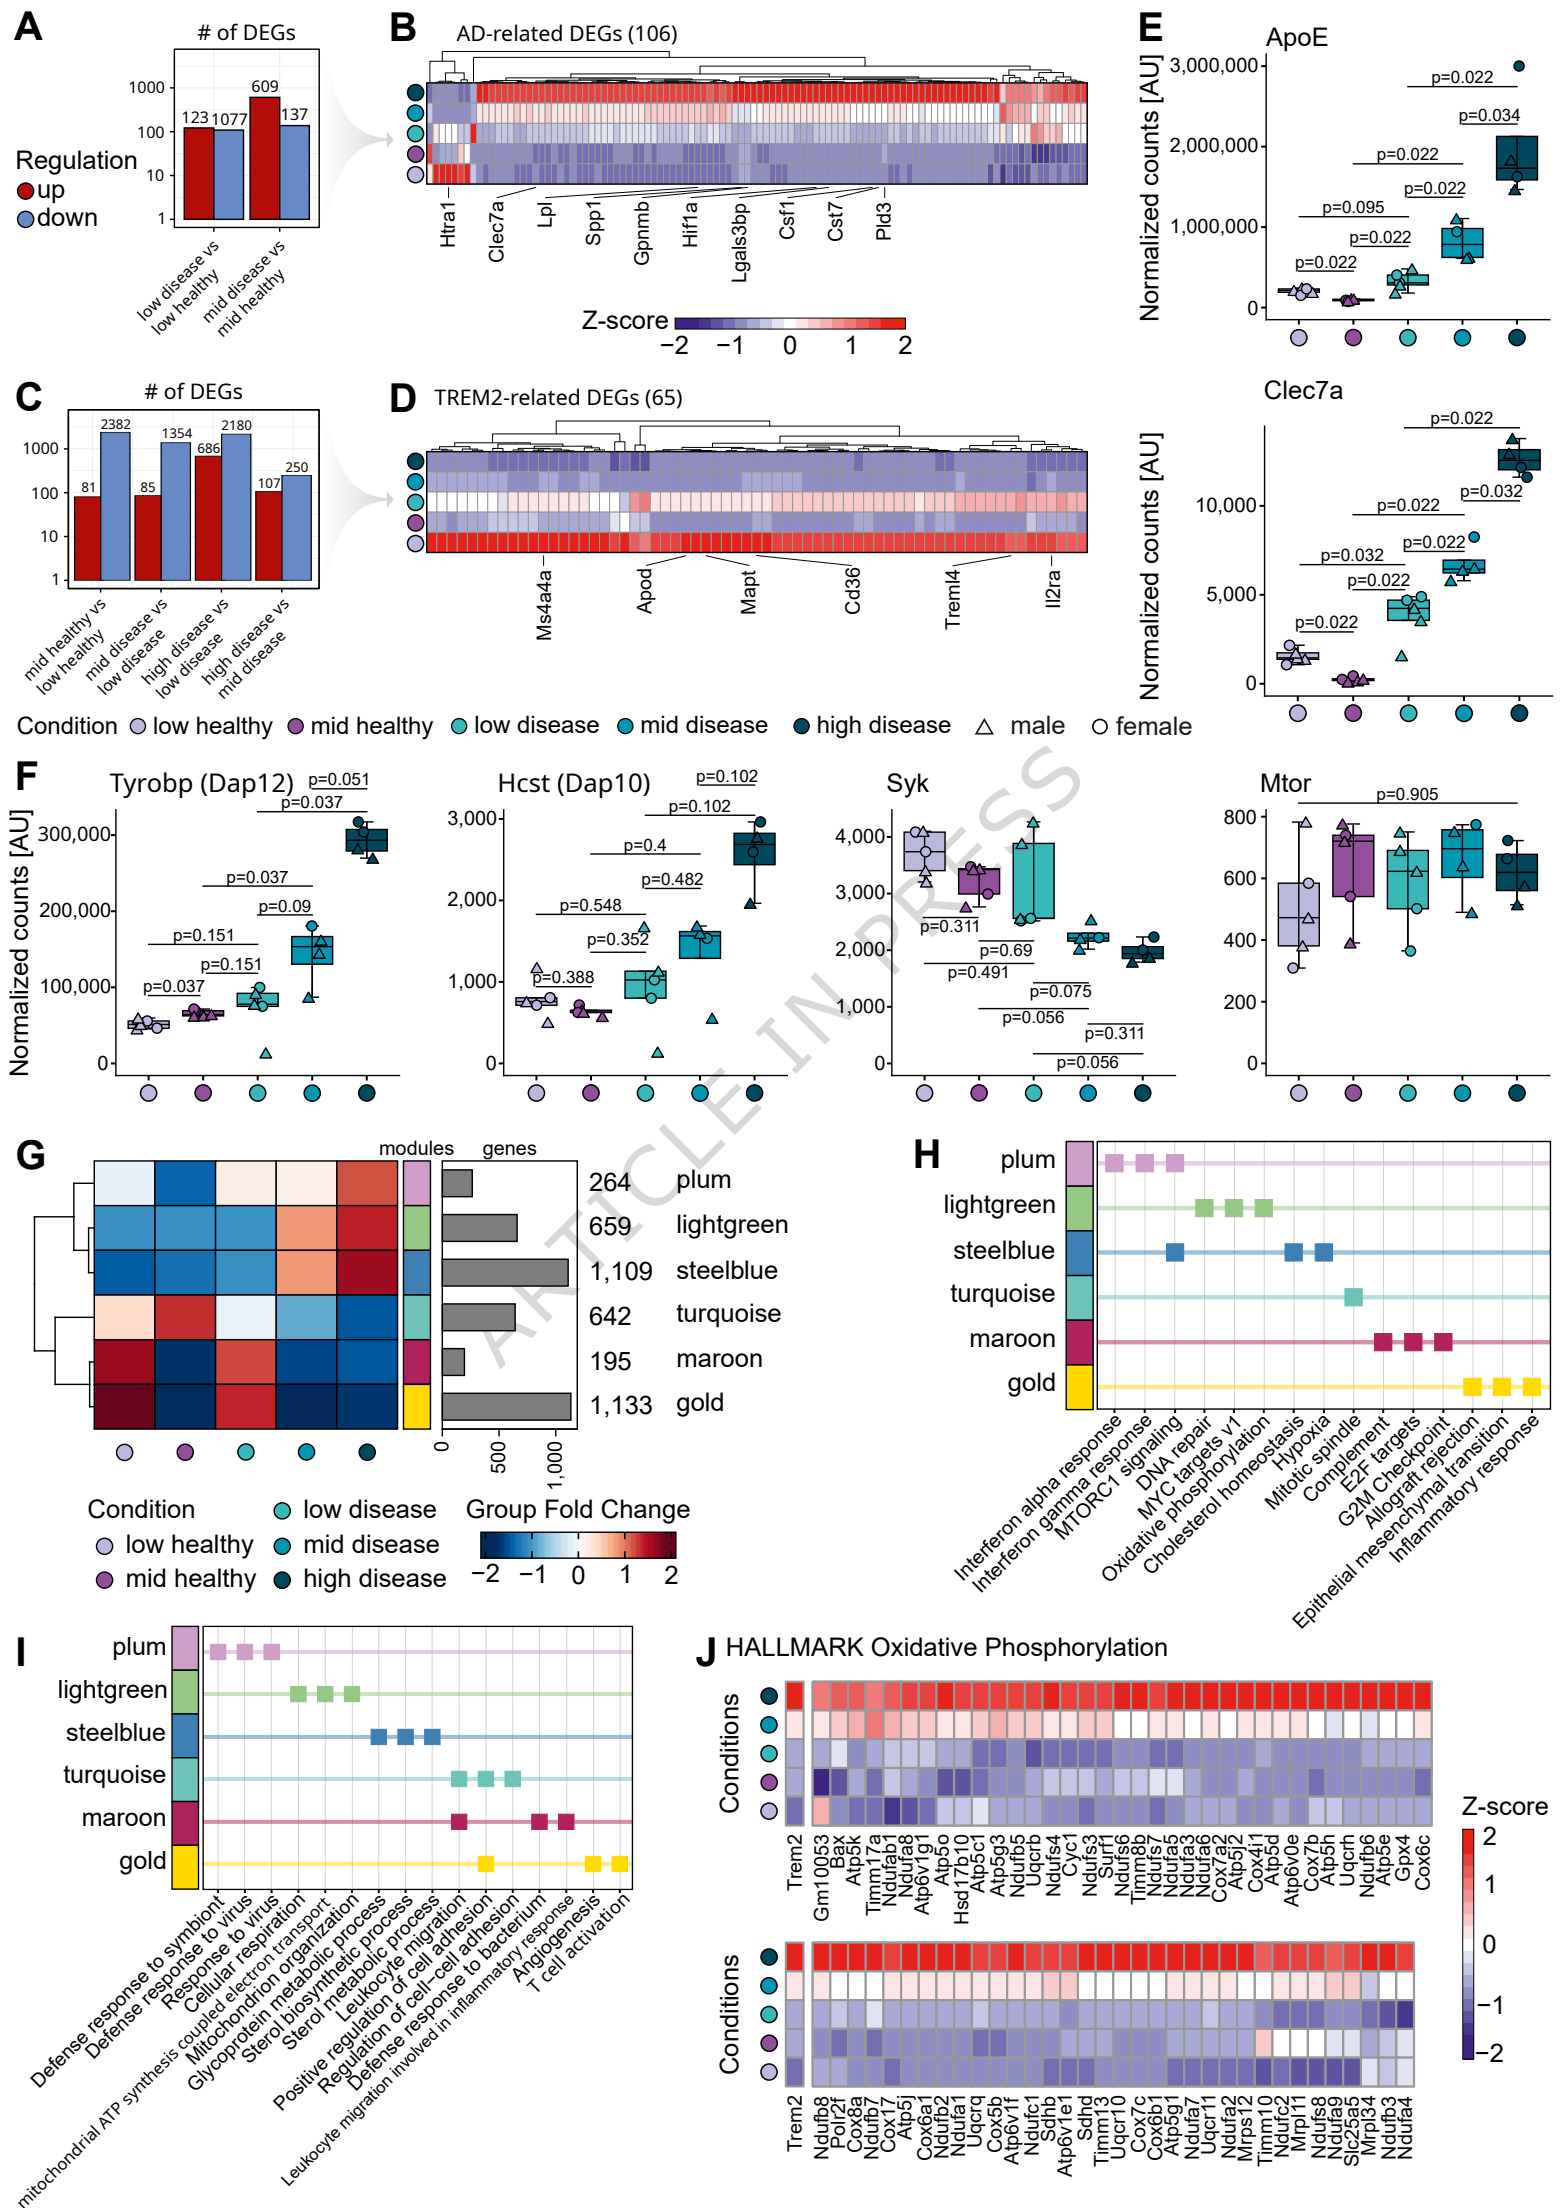 A
# of DEGs
1000
100
10
1
123
1077
609
137
Regulation
up
down
low disease vs
low healthy
mid disease vs
mid healthy
B
AD-related DEGs (106)
Htra1
Clec7a
Lpl
Spp1
Gpnmb
Hif1a
Lgals3bp
Csf1
Cst7
Pld3
Z-score
−2 −1 0 1 2
C
# of DEGs
1000
100
10
1
81
2382
85
1354
686
2180
107
250
mid healthy vs
low healthy
mid disease vs
low disease
high disease vs
low disease
high disease vs
mid disease
D
TREM2-related DEGs (65)
Ms4a4a
Apod
Mapt
Cd36
Treml4
Il2ra
E
ApoE
Normalized counts [AU]
3,000,000
2,000,000
1,000,000
0
p=0.022
p=0.034
p=0.022
p=0.022
p=0.095
p=0.022
p=0.022
Clec7a
Normalized counts [AU]
10,000
5,000
0
p=0.022
p=0.032
p=0.022
p=0.022
p=0.032
p=0.022
p=0.022
Condition low healthy mid healthy low disease mid disease high disease male female
F
Normalized counts [AU]
Tyrobp (Dap12)
300,000
200,000
100,000
0
p=0.051
p=0.037
p=0.037
p=0.09
p=0.151
p=0.151
p=0.037
Hcst (Dap10)
3,000
2,000
1,000
0
p=0.102
p=0.102
p=0.4
p=0.482
p=0.548
p=0.352
p=0.388
Syk
4,000
3,000
2,000
1,000
0
p=0.311
p=0.69
p=0.491
p=0.075
p=0.056
p=0.311
p=0.056
Mtor
800
600
400
200
0
p=0.905
ARTICLE IN PRESS
G
modules genes
264 plum
659 lightgreen
1,109 steelblue
642 turquoise
195 maroon
1,133 gold
0
500
1,000
Condition
low healthy
mid healthy
low disease
mid disease
high disease
Group Fold Change
−2 −1 0 1 2
H
plum
lightgreen
steelblue
turquoise
maroon
gold
Interferon alpha response
Interferon gamma response
MTORC1 signaling
DNA repair
MYC targets v1
Oxidative phosphorylation
Cholesterol homeostasis
Hypoxia
Mitotic spindle
Complement
E2F targets
G2M Checkpoint
Allograft rejection
Epithelial mesenchymal transition
Inflammatory response
I
plum
lightgreen
steelblue
turquoise
maroon
gold
Defense response to symbiont
Defense response to virus
Response to virus
Cellular respiration
mitochondrial ATP synthesis coupled electron transport
Mitochondrion organization
Glycoprotein metabolic process
Sterol biosynthetic process
Sterol metabolic process
Leukocyte migration
Positive regulation of cell adhesion
Regulation of cell−cell adhesion
Defense response to bacterium
Leukocyte migration involved in inflammatory response
Angiogenesis
T cell activation
J
HALLMARK Oxidative Phosphorylation
Conditions
Trem2
Gm10053
Bax
Atp5k
Timm17a
Ndufab1
Ndufa8
Atp6v1g1
Atp5o
Hsd17b10
Atp5c1
Atp5g3
Ndufb5
Uqcrb
Ndufs4
Cyc1
Ndufs3
Surf1
Ndufs6
Timm8b
Ndufs7
Ndufa5
Ndufa3
Ndufa6
Cox7a2
Atp5j2
Cox4i1
Atp5d
Atp6v0e
Cox7b
Atp5h
Uqcrh
Ndufb6
Atp5e
Gpx4
Cox6c
Conditions
Trem2
Ndufb8
Polr2f
Cox8a
Ndufb7
Cox17
Atp5j
Cox6a1
Ndufb2
Ndufa1
Uqcrq
Cox5b
Atp6v1f
Ndufc1
Sdhb
Atp6v1e1
Sdhd
Timm13
Uqcr10
Cox7c
Cox6b1
Atp5g1
Ndufa7
Uqcr11
Ndufa2
Mrps12
Timm10
Ndufc2
Mrpl11
Ndufs8
Ndufa9
Slc25a5
Mrpl34
Ndufb3
Ndufa4
Z-score
2
1
0
−1
−2